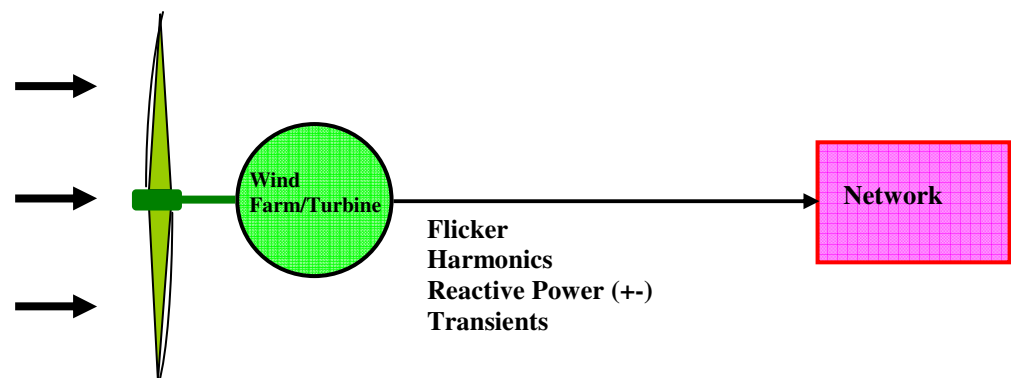 Wind
Farm/Turbine
Network
Flicker
Harmonics
Reactive Power (+-)
Transients